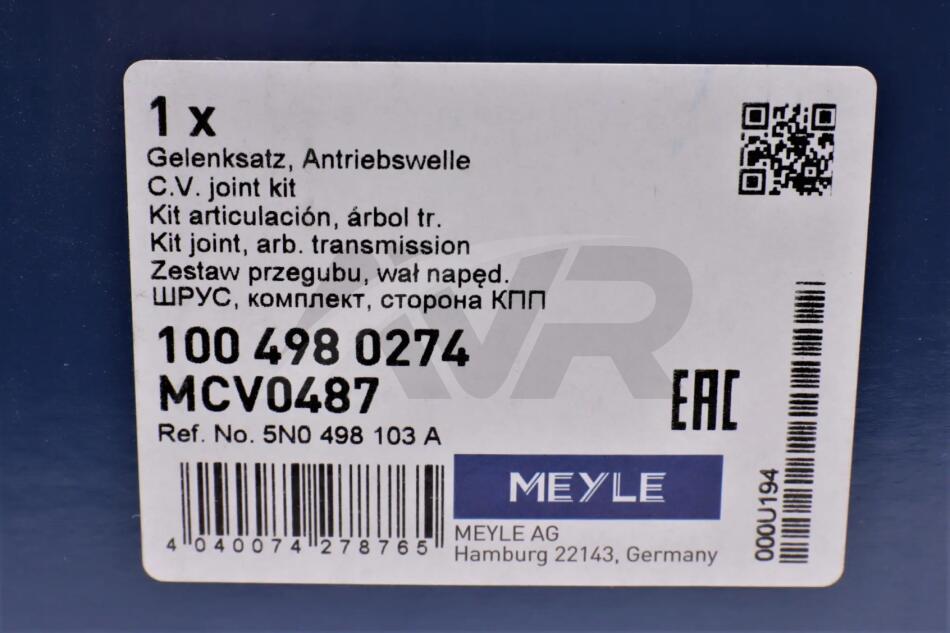 1 x
Gelenksatz, Antriebswelle
C.V. joint kit
Kit articulación, árbol tr.
Kit joint, arb. transmission
Zestaw przegubu, wał napęd.
ШРУС, комплект, сторона КПП
100 498 0274
MCV0487
Ref. No. 5N0 498 103 A
EAC
4 040074 278765
MEYLE
MEYLE AG
Hamburg 22143, Germany
000U194
IVR